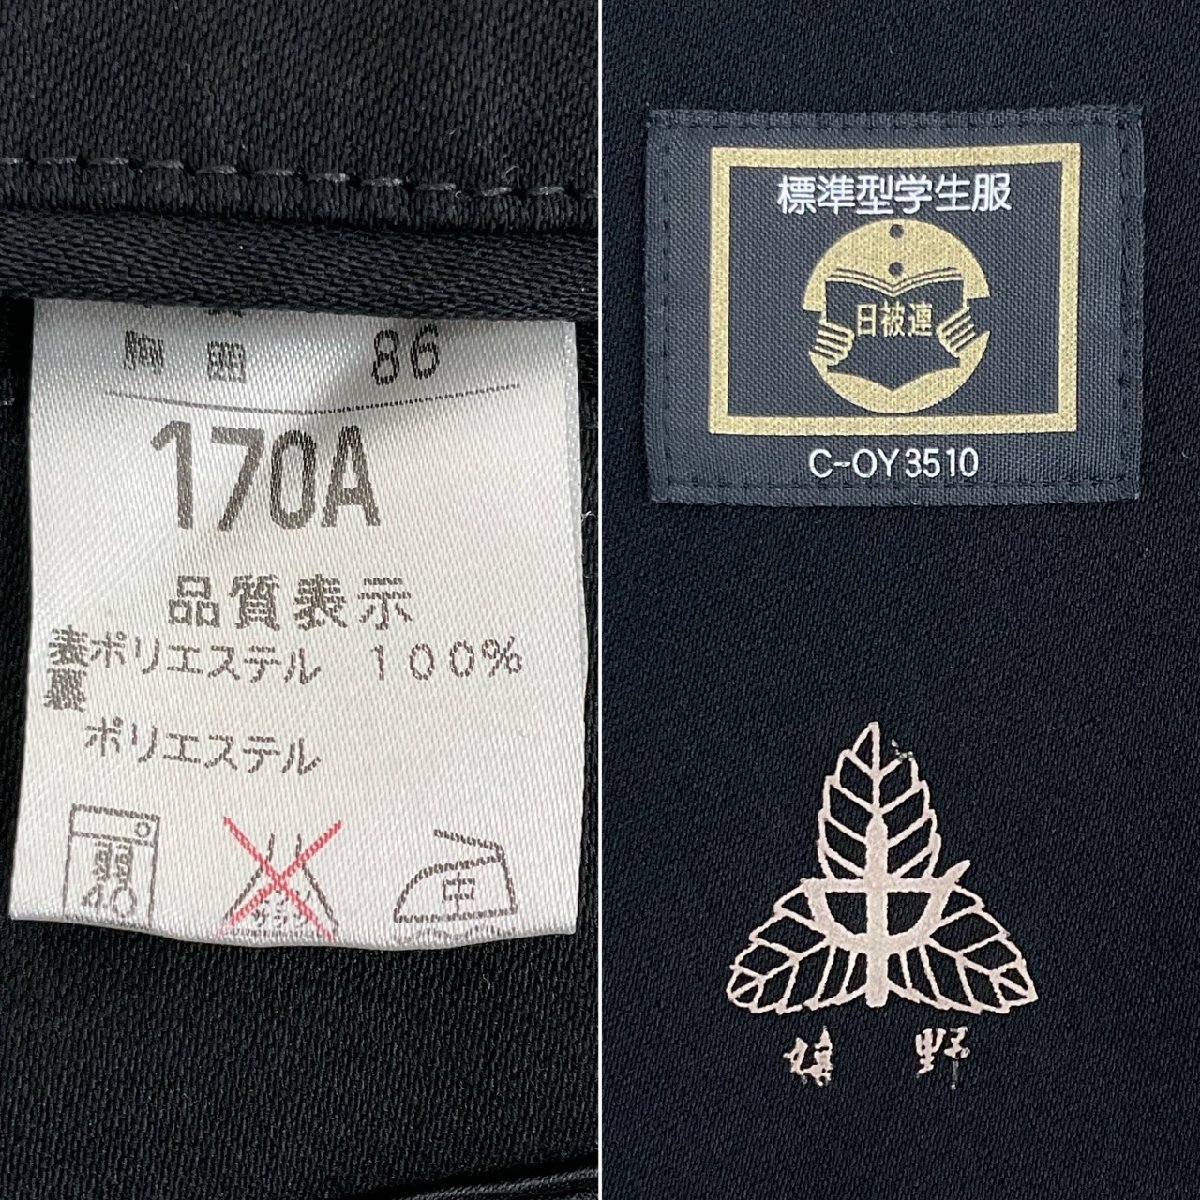 胸囲 86
170A
品質表示
表ポリエステル 100%
裏
ポリエステル
弱
40
中
標準型学生服
日被連
C-OY3510
野